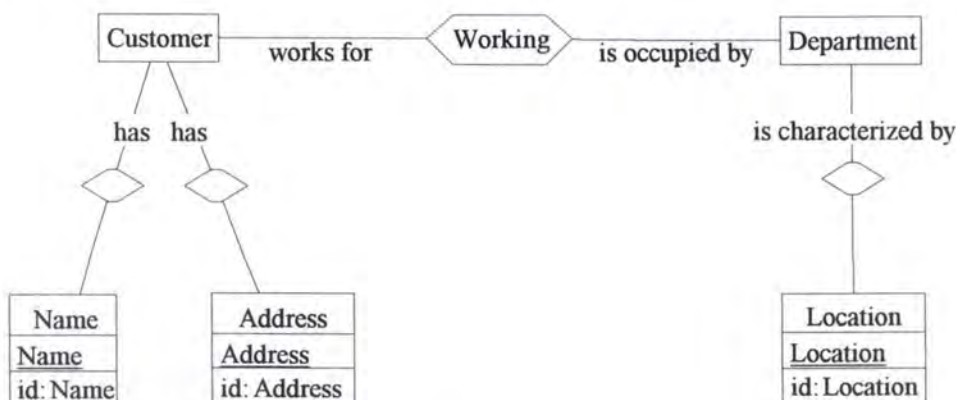 Customer
works for
Working
is occupied by
Department
has has
is characterized by
Name
Name
id: Name
Address
Address
id: Address
Location
Location
id: Location